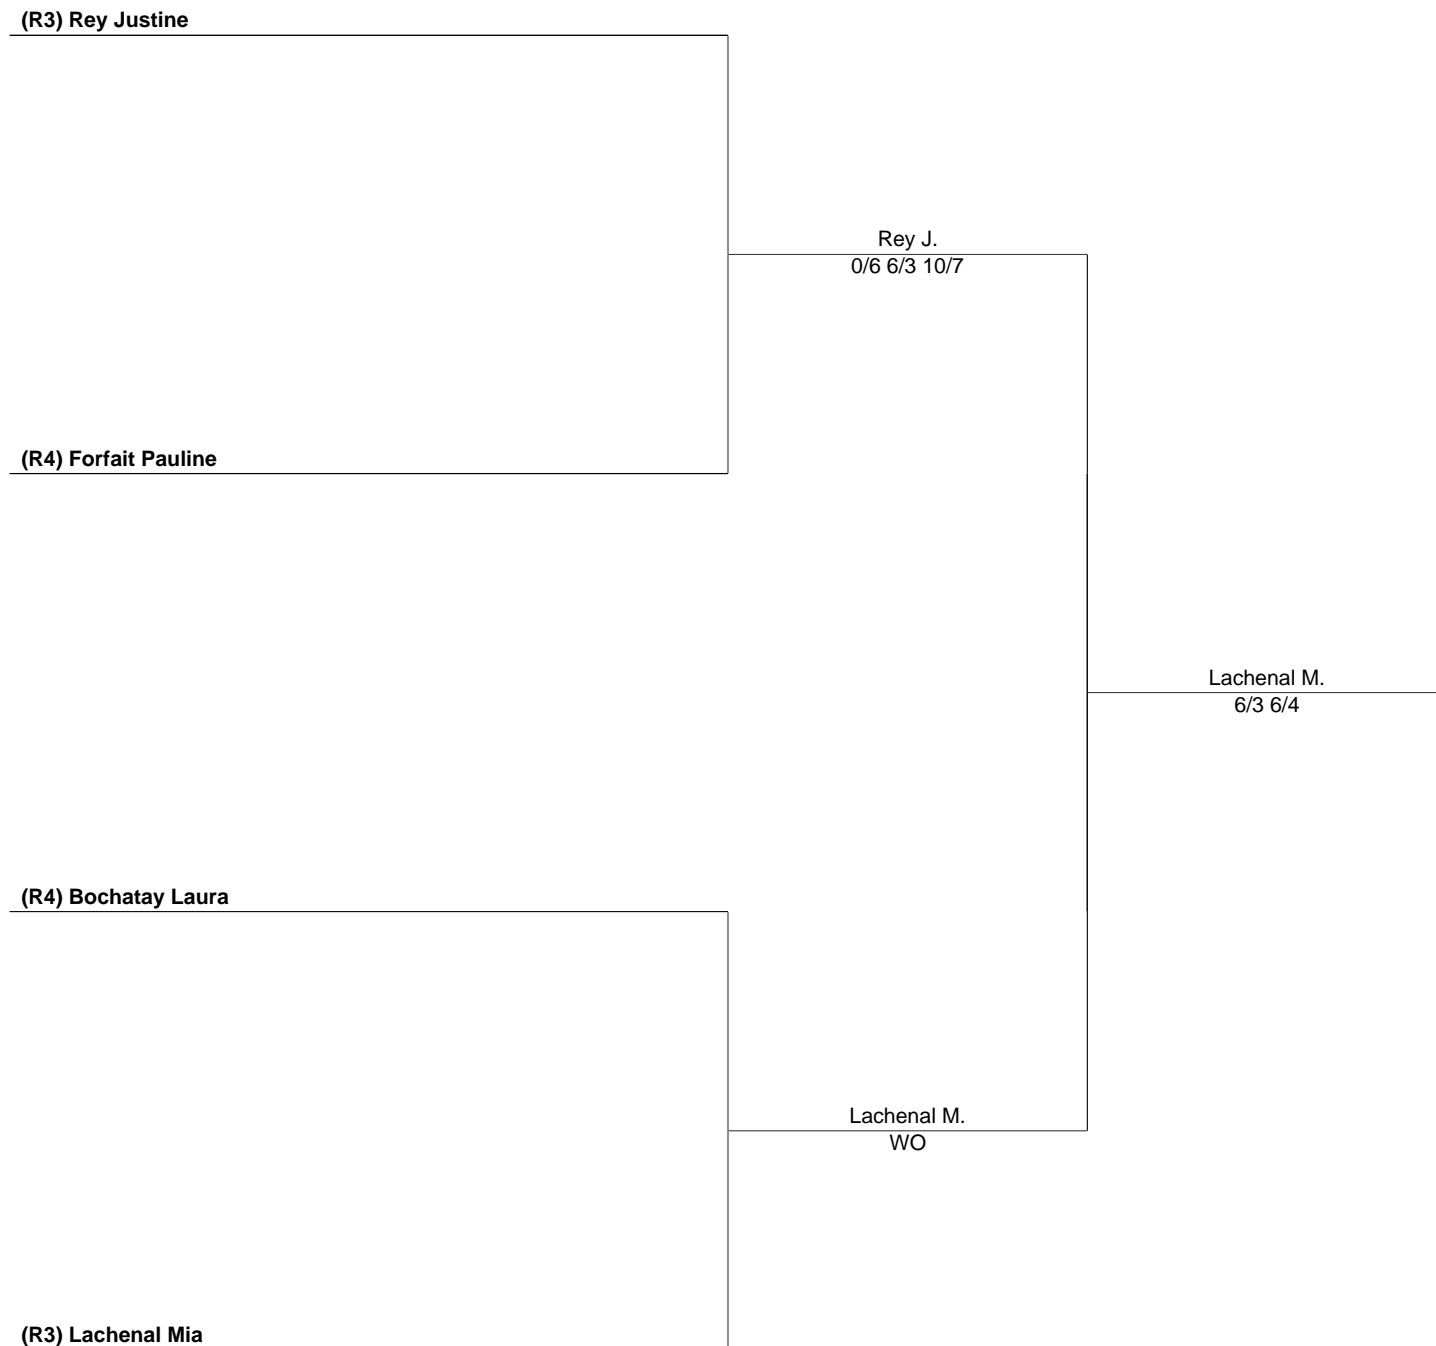 (R3) Rey Justine
Rey J.
0/6 6/3 10/7
(R4) Forfait Pauline
Lachenal M.
6/3 6/4
(R4) Bochatay Laura
Lachenal M.
WO
(R3) Lachenal Mia